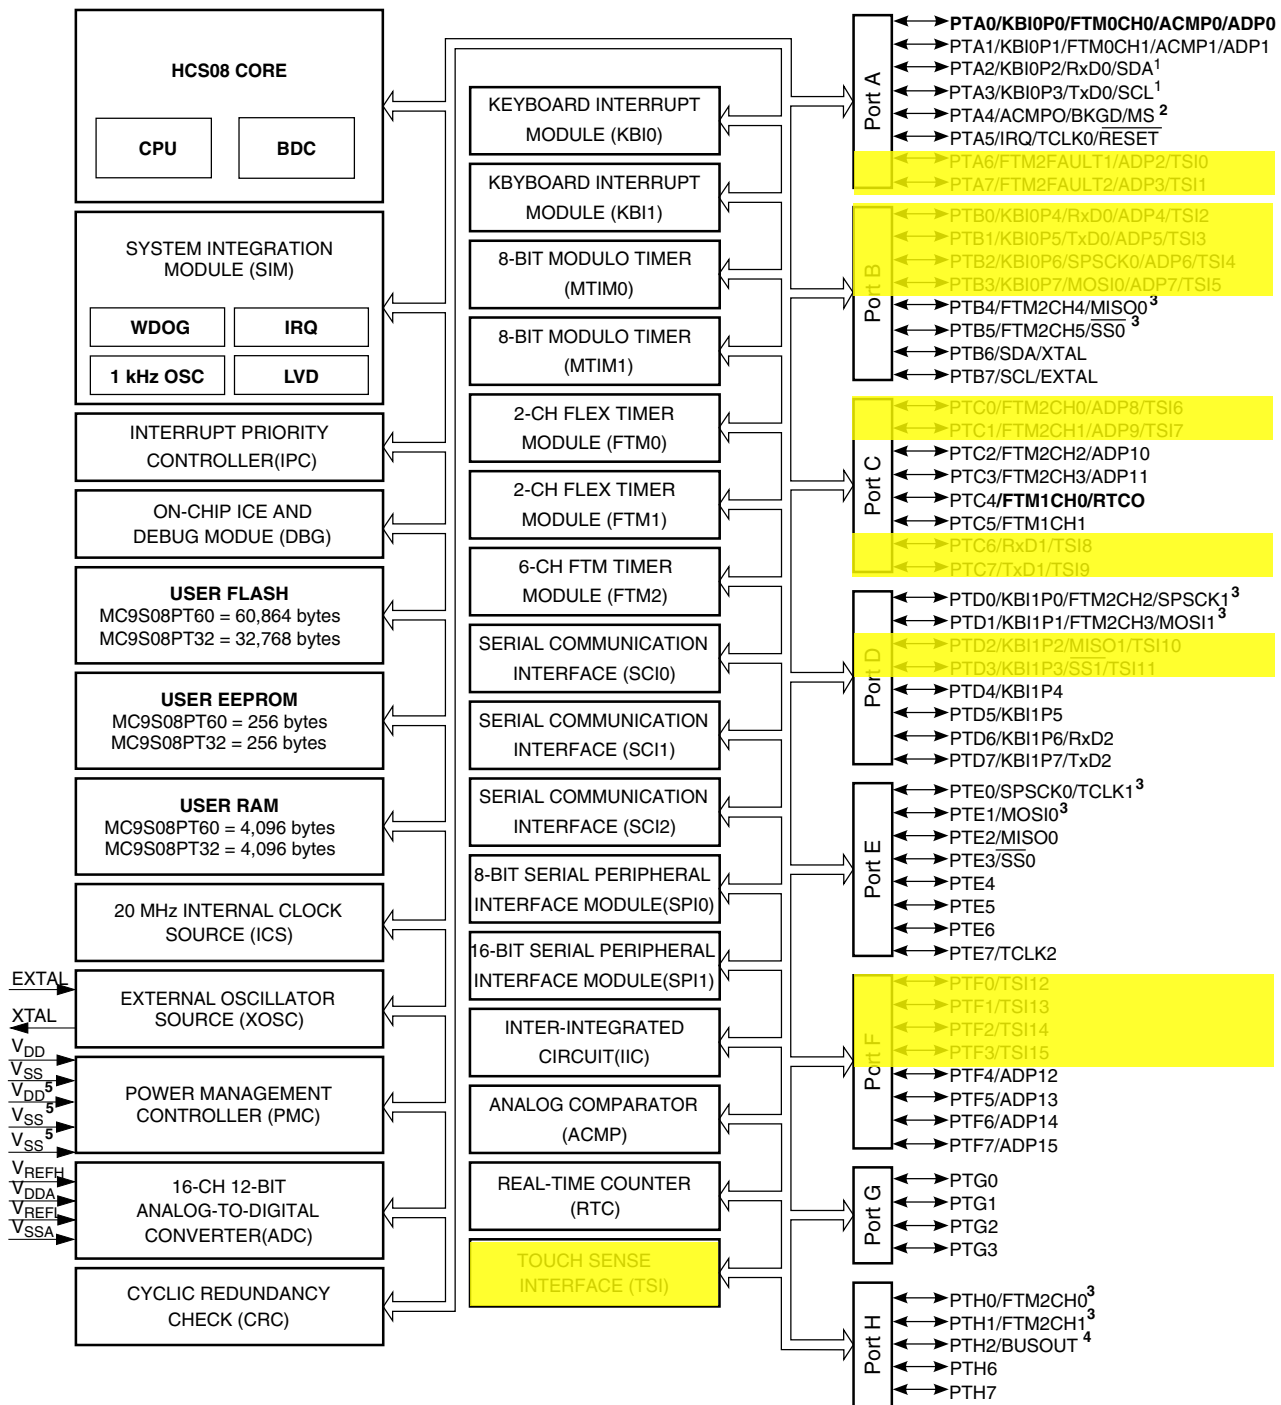 HCS08 CORE
CPU
BDC
SYSTEM INTEGRATION
MODULE (SIM)
WDOG
IRQ
1 kHz OSC
LVD
INTERRUPT PRIORITY
CONTROLLER(IPC)
ON-CHIP ICE AND
DEBUG MODUE (DBG)
USER FLASH
MC9S08PT60 = 60,864 bytes
MC9S08PT32 = 32,768 bytes
USER EEPROM
MC9S08PT60 = 256 bytes
MC9S08PT32 = 256 bytes
USER RAM
MC9S08PT60 = 4,096 bytes
MC9S08PT32 = 4,096 bytes
20 MHz INTERNAL CLOCK
SOURCE (ICS)
EXTAL
XTAL
EXTERNAL OSCILLATOR
SOURCE (XOSC)
VDD
VSS
VDD5
VSS5
VSS5
POWER MANAGEMENT
CONTROLLER (PMC)
VREFH
VDDA
VREFL
VSSA
16-CH 12-BIT
ANALOG-TO-DIGITAL
CONVERTER(ADC)
CYCLIC REDUNDANCY
CHECK (CRC)
KEYBOARD INTERRUPT
MODULE (KBI0)
KBYBOARD INTERRUPT
MODULE (KBI1)
8-BIT MODULO TIMER
(MTIM0)
8-BIT MODULO TIMER
(MTIM1)
2-CH FLEX TIMER
MODULE (FTM0)
2-CH FLEX TIMER
MODULE (FTM1)
6-CH FTM TIMER
MODULE (FTM2)
SERIAL COMMUNICATION
INTERFACE (SCI0)
SERIAL COMMUNICATION
INTERFACE (SCI1)
SERIAL COMMUNICATION
INTERFACE (SCI2)
8-BIT SERIAL PERIPHERAL
INTERFACE MODULE(SPI0)
16-BIT SERIAL PERIPHERAL
INTERFACE MODULE(SPI1)
INTER-INTEGRATED
CIRCUIT(IIC)
ANALOG COMPARATOR
(ACMP)
REAL-TIME COUNTER
(RTC)
TOUCH SENSE
INTERFACE (TSI)
Port A
PTA0/KBI0P0/FTM0CH0/ACMP0/ADP0
PTA1/KBI0P1/FTM0CH1/ACMP1/ADP1
PTA2/KBI0P2/RxD0/SDA1
PTA3/KBI0P3/TxD0/SCL1
PTA4/ACMPO/BKGD/MS 2
PTA5/IRQ/TCLK0/RESET
PTA6/FTM2FAULT1/ADP2/TSI0
PTA7/FTM2FAULT2/ADP3/TSI1
Port B
PTB0/KBI0P4/RxD0/ADP4/TSI2
PTB1/KBI0P5/TxD0/ADP5/TSI3
PTB2/KBI0P6/SPSCK0/ADP6/TSI4
PTB3/KBI0P7/MOSI0/ADP7/TSI5
PTB4/FTM2CH4/MISO0 3
PTB5/FTM2CH5/SS0 3
PTB6/SDA/XTAL
PTB7/SCL/EXTAL
Port C
PTC0/FTM2CH0/ADP8/TSI6
PTC1/FTM2CH1/ADP9/TSI7
PTC2/FTM2CH2/ADP10
PTC3/FTM2CH3/ADP11
PTC4/FTM1CH0/RTCO
PTC5/FTM1CH1
PTC6/RxD1/TSI8
PTC7/TxD1/TSI9
Port D
PTD0/KBI1P0/FTM2CH2/SPSCK1 3
PTD1/KBI1P1/FTM2CH3/MOSI1 3
PTD2/KBI1P2/MISO1/TSI10
PTD3/KBI1P3/SS1/TSI11
PTD4/KBI1P4
PTD5/KBI1P5
PTD6/KBI1P6/RxD2
PTD7/KBI1P7/TxD2
Port E
PTE0/SPSCK0/TCLK1 3
PTE1/MOSI0 3
PTE2/MISO0
PTE3/SS0
PTE4
PTE5
PTE6
PTE7/TCLK2
Port F
PTF0/TSI12
PTF1/TSI13
PTF2/TSI14
PTF3/TSI15
PTF4/ADP12
PTF5/ADP13
PTF6/ADP14
PTF7/ADP15
Port G
PTG0
PTG1
PTG2
PTG3
Port H
PTH0/FTM2CH0 3
PTH1/FTM2CH1 3
PTH2/BUSOUT 4
PTH6
PTH7